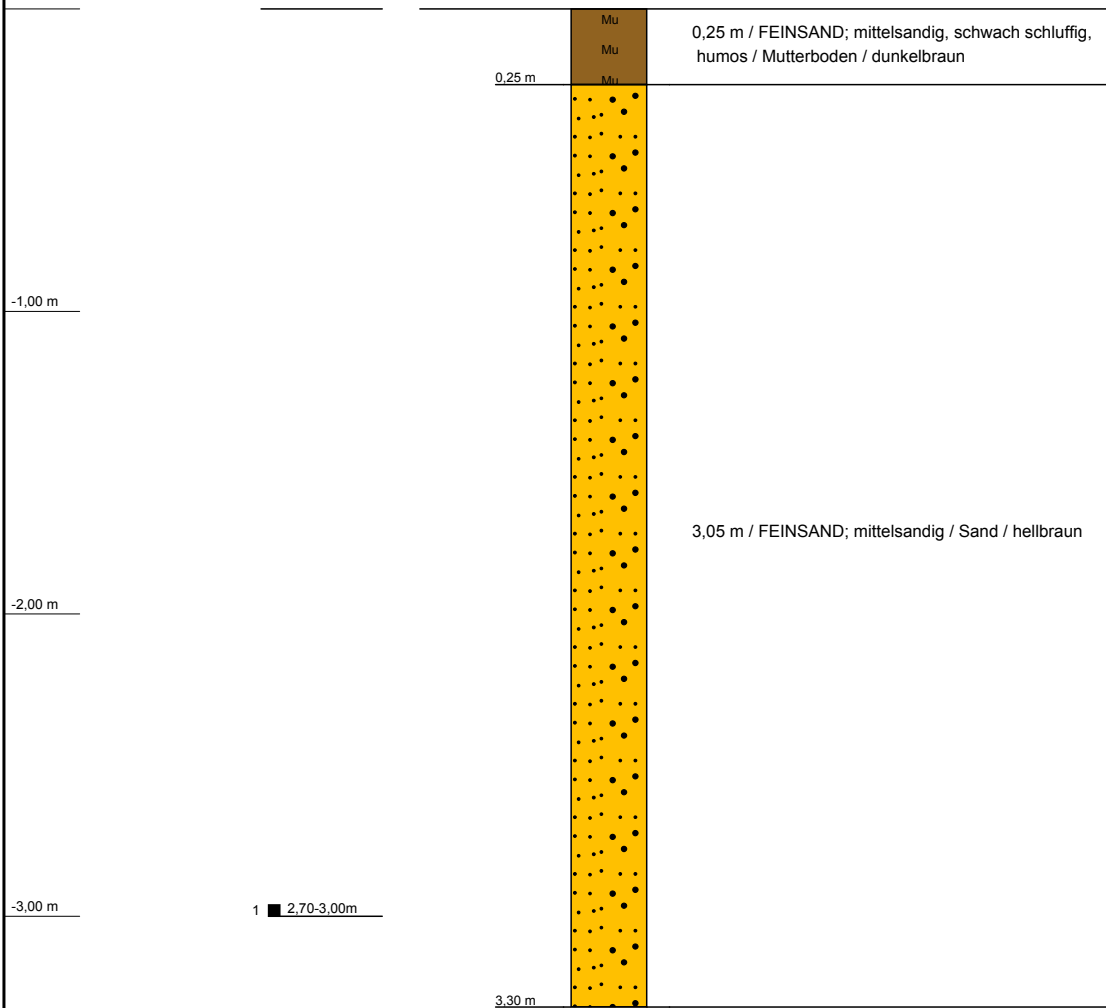 Mu
0,25 m / FEINSAND; mittelsandig, schwach schluffig,
humos / Mutterboden / dunkelbraun
Mu
0,25 m
Mu
-1,00 m
3,05 m / FEINSAND; mittelsandig / Sand / hellbraun
-2,00 m
-3,00 m
1
2,70-3,00m
3,30 m